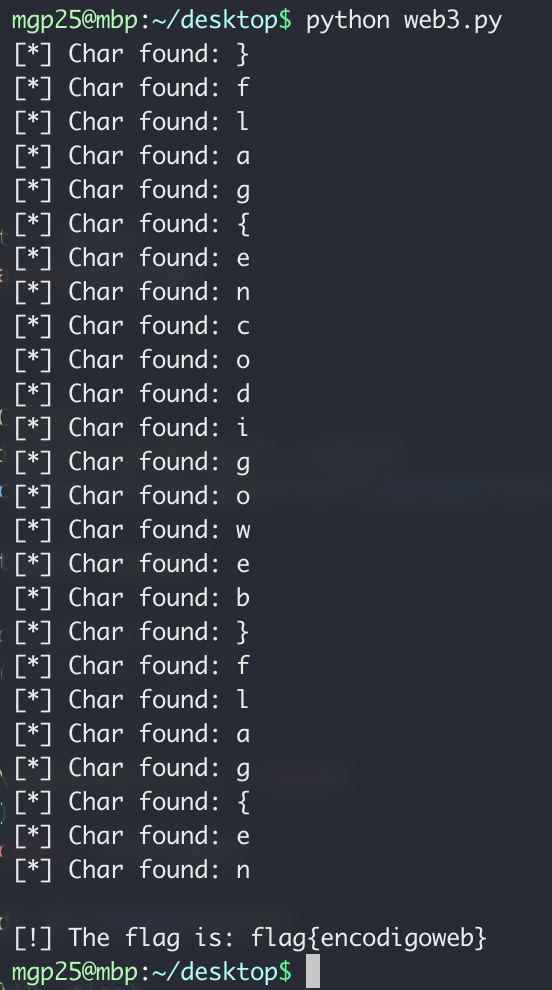 mgp25@mbp:~/desktop$ python web3.py
[*] Char found: }
[*] Char found: f
[*] Char found: l
[*] Char found: a
[*] Char found: g
[*] Char found: {
[*] Char found: e
[*] Char found: n
[*] Char found: c
[*] Char found: o
[*] Char found: d
[*] Char found: i
[*] Char found: g
[*] Char found: o
[*] Char found: w
[*] Char found: e
[*] Char found: b
[*] Char found: }
[*] Char found: f
[*] Char found: l
[*] Char found: a
[*] Char found: g
[*] Char found: {
[*] Char found: e
[*] Char found: n
[!] The flag is: flag{encodigoweb}
mgp25@mbp:~/desktop$